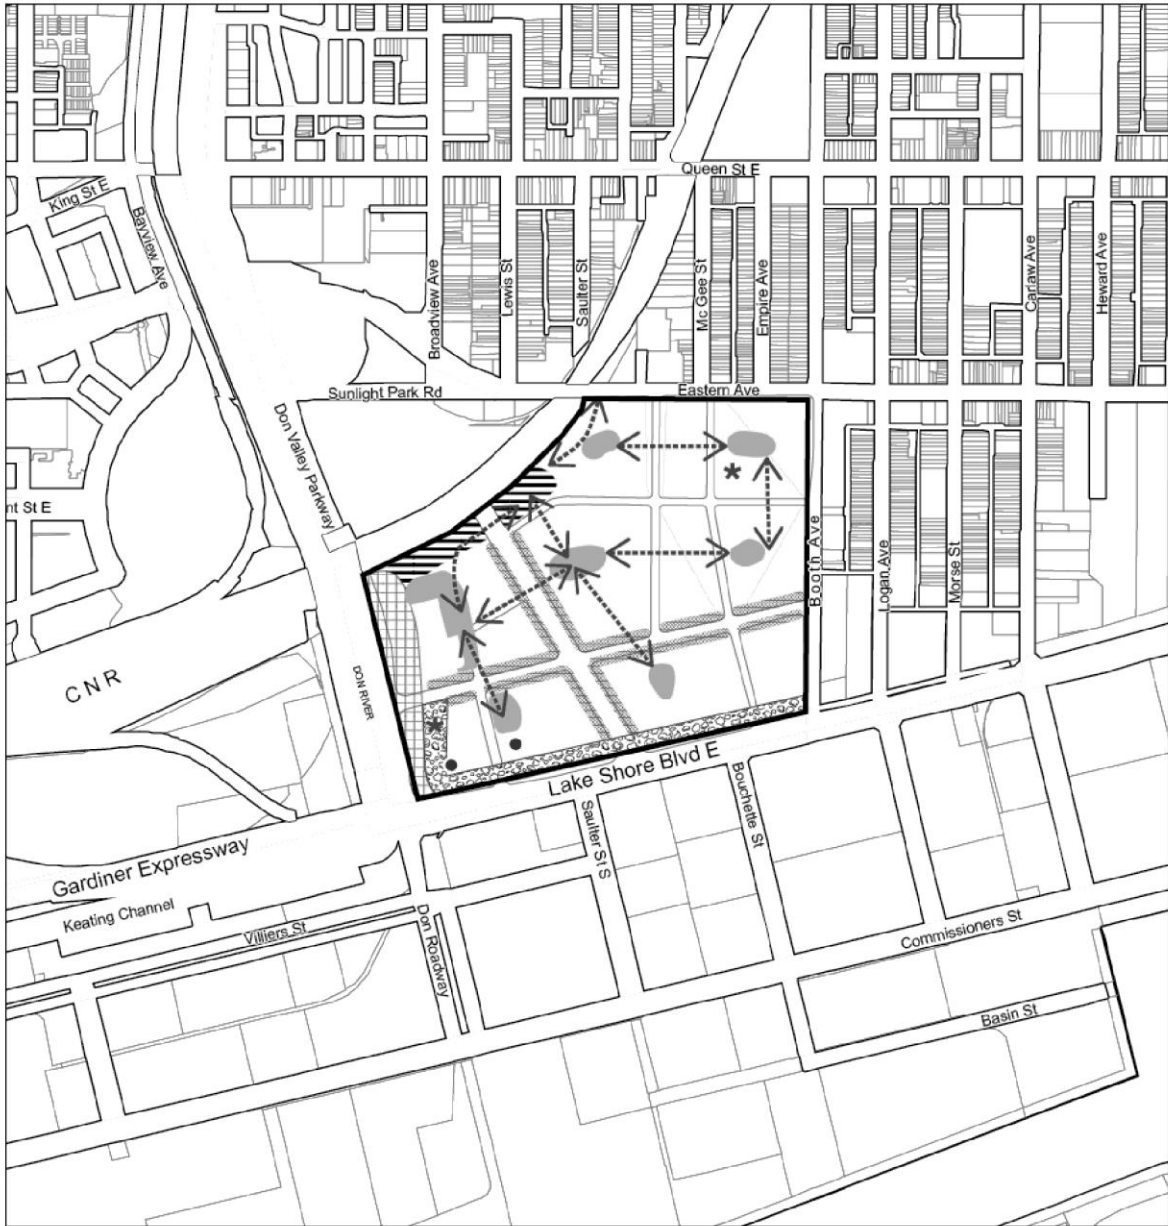 Queen St E
King St E
Bayview Ave
Broadview Ave
Lewis St
Saulter St
Mc Gee St
Empire Ave
Carlaw Ave
Heward Ave
Sunlight Park Rd
Eastern Ave
Don Valley Parkway
nt St E
Booth Ave
Logan Ave
Morse St
CNR
DON RIVER
Lake Shore Blvd E
Bouchette St
Saulter St S
Gardiner Expressway
Keating Channel
Villiers St
Don Roadway
Commissioners St
Basin St